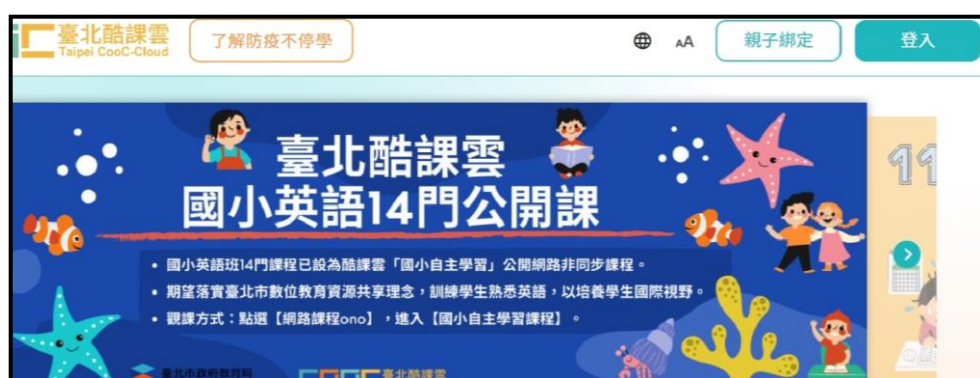 臺北酷課雲
Taipei CooC-Cloud
了解防疫不停學
AA
親子綁定
登入
臺北酷課雲
國小英語14門公開課
• 國小英語班14門課程已設為酷課雲「國小自主學習」公開網路非同步課程。
• 期望落實臺北市數位教育資源共享理念，訓練學生熟悉英語，以培養學生國際視野。
• 觀課方式：點選【網路課程ono】，進入【國小自主學習課程】。
臺北市政府教育局
臺北酷課雲
11